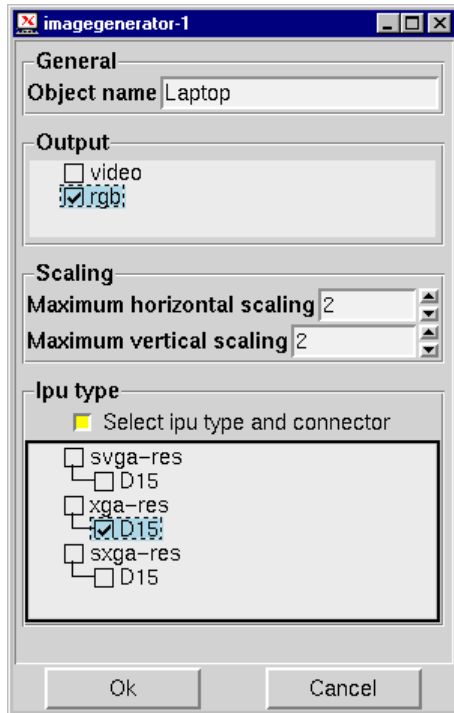 imagegenerator-1
General
Object name Laptop
Output
video
rgb
Scaling
Maximum horizontal scaling 2
Maximum vertical scaling 2
Ipu type
Select ipu type and connector
svga-res
D15
xga-res
D15
sxga-res
D15
Ok Cancel